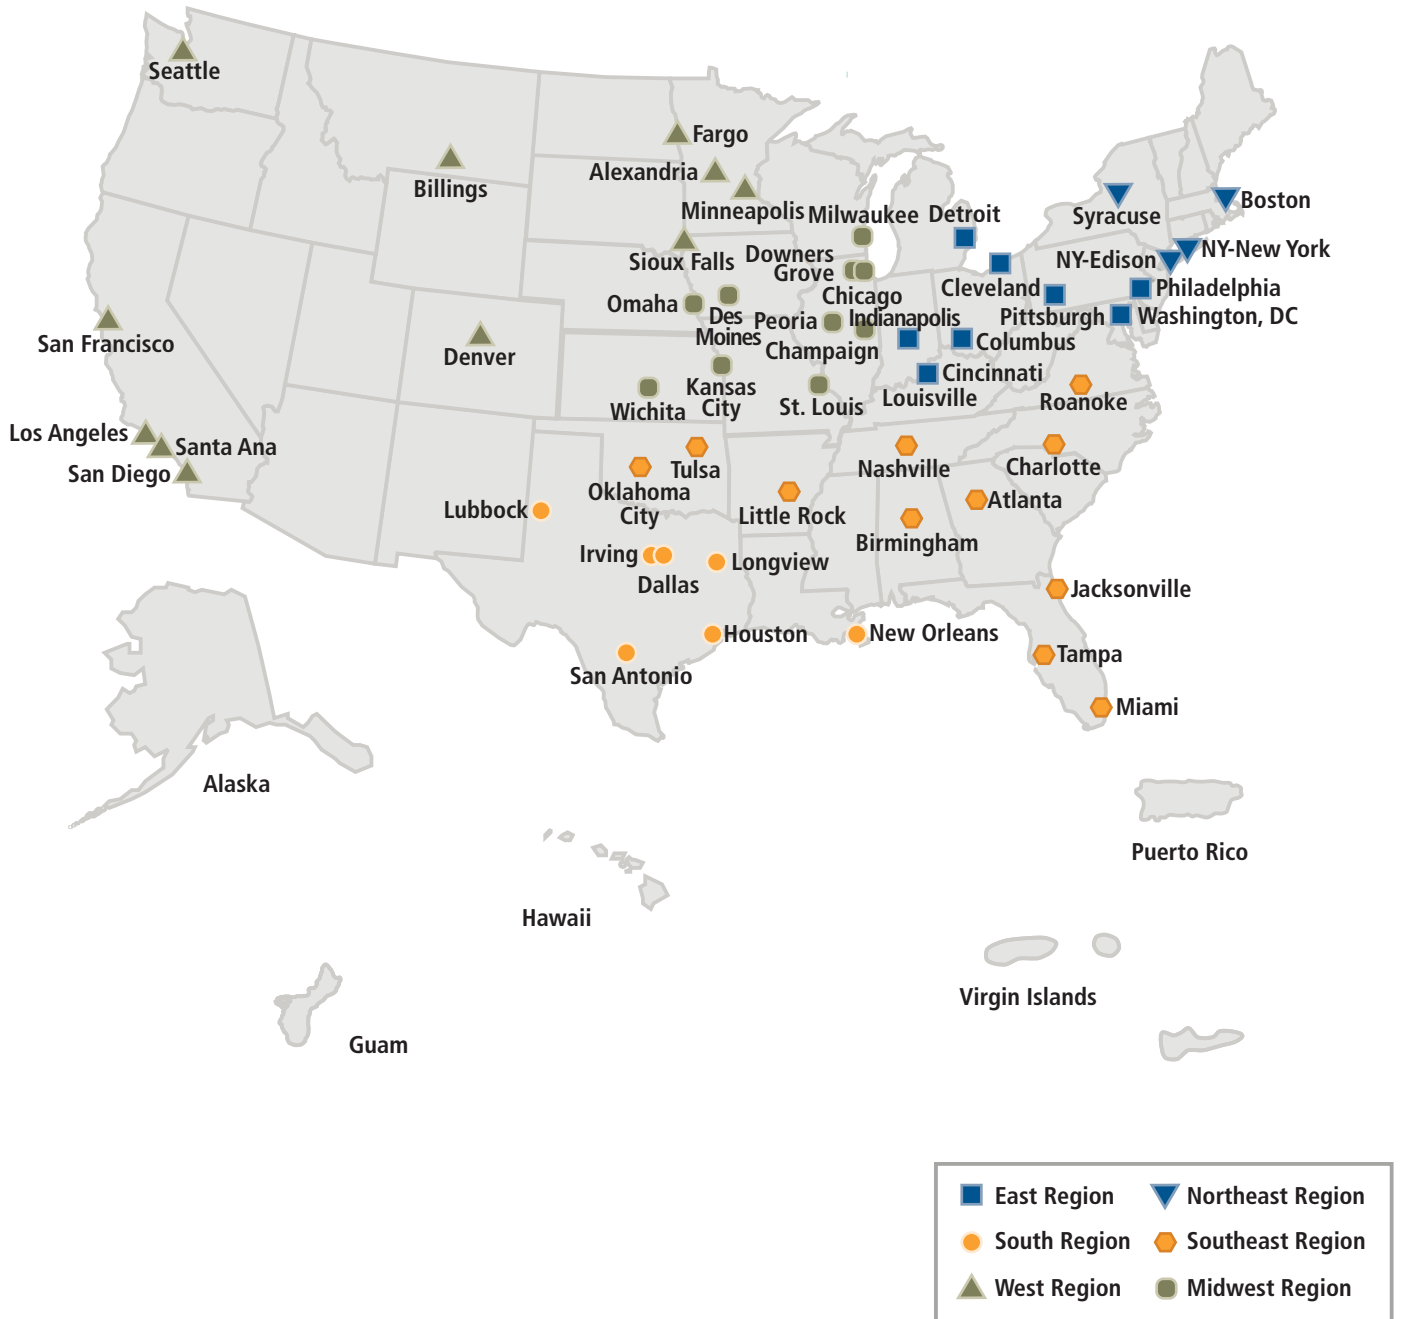 Seattle
Fargo
Alexandria
Billings
Minneapolis
Milwaukee
Detroit
Syracuse
Boston
Sioux Falls
Downers
Grove
NY-Edison
NY-New York
Omaha
Des
Moines
Chicago
Cleveland
Philadelphia
Peoria
Indianapolis
Pittsburgh
Washington, DC
San Francisco
Denver
Champaign
Columbus
Kansas
City
Cincinnati
Wichita
St. Louis
Louisville
Roanoke
Los Angeles
Santa Ana
San Diego
Tulsa
Nashville
Charlotte
Oklahoma
City
Lubbock
Little Rock
Atlanta
Birmingham
Irving
Dallas
Longview
Jacksonville
Houston
New Orleans
San Antonio
Tampa
Miami
Alaska
Puerto Rico
Hawaii
Virgin Islands
Guam
East Region
Northeast Region
South Region
Southeast Region
West Region
Midwest Region